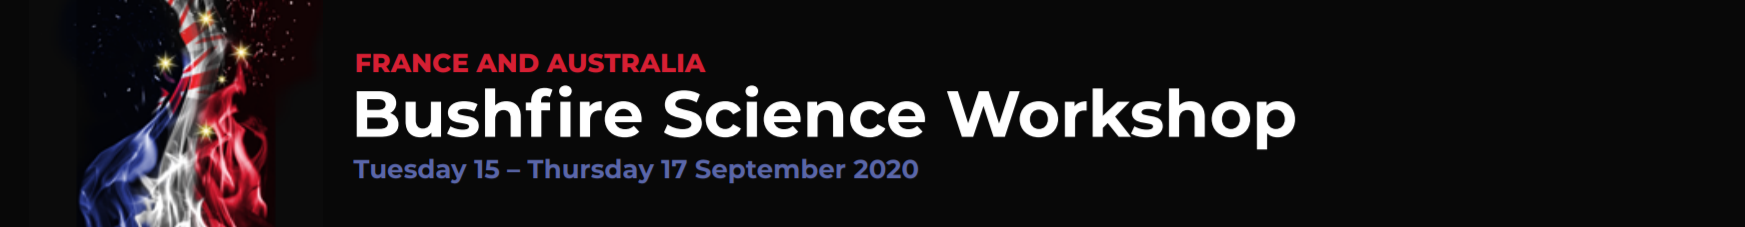 FRANCE AND AUSTRALIA
Bushfire Science Workshop
Tuesday 15 – Thursday 17 September 2020